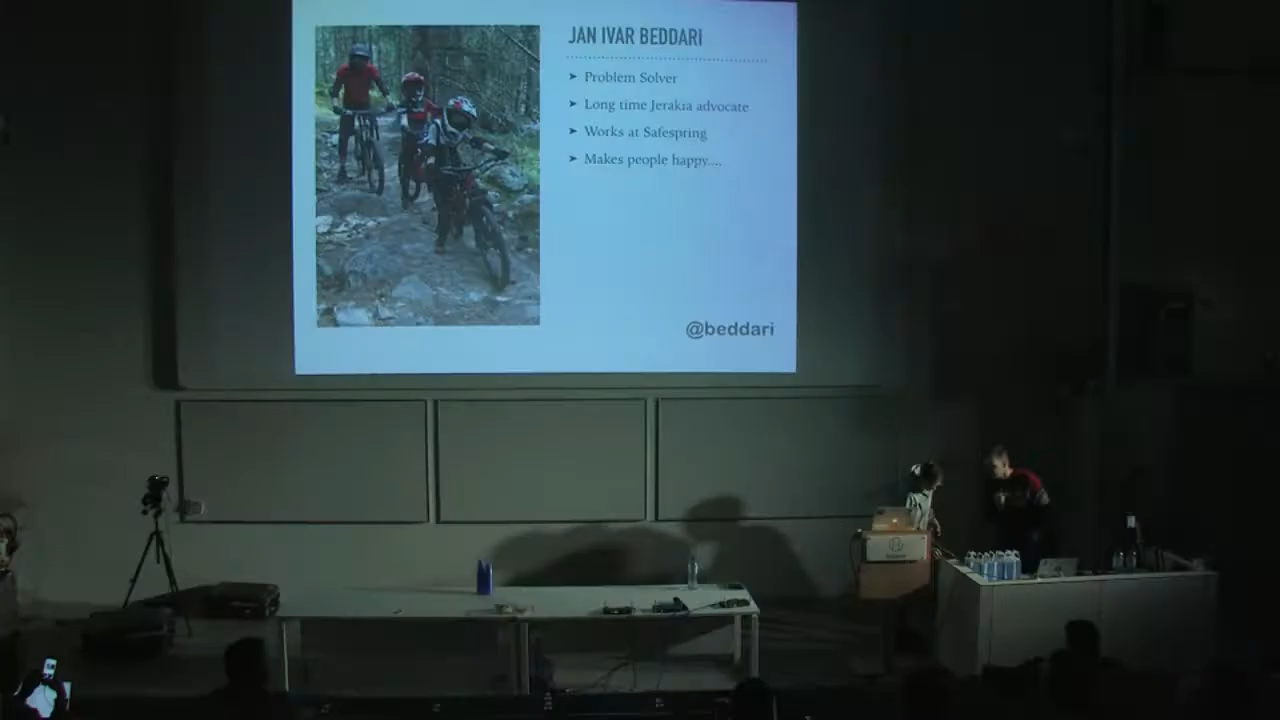 JAN IVAR BEDDARI
➤ Problem Solver
➤ Long time Jerakia advocate
➤ Works at Safespring
➤ Makes people happy....
@beddari